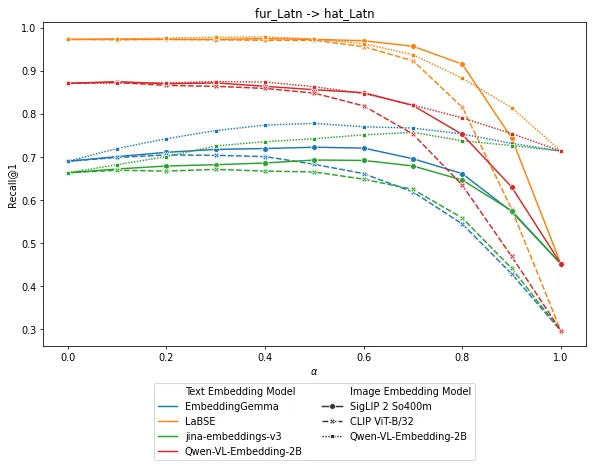 fur_Latn -> hat_Latn
1.0
0.9
0.8
0.7
0.6
0.5
0.4
0.3
Recall@1
0.0 0.2 0.4 0.6 0.8 1.0
α
Text Embedding Model
EmbeddingGemma
LaBSE
jina-embeddings-v3
Qwen-VL-Embedding-2B
Image Embedding Model
SigLIP 2 So400m
CLIP ViT-B/32
Qwen-VL-Embedding-2B